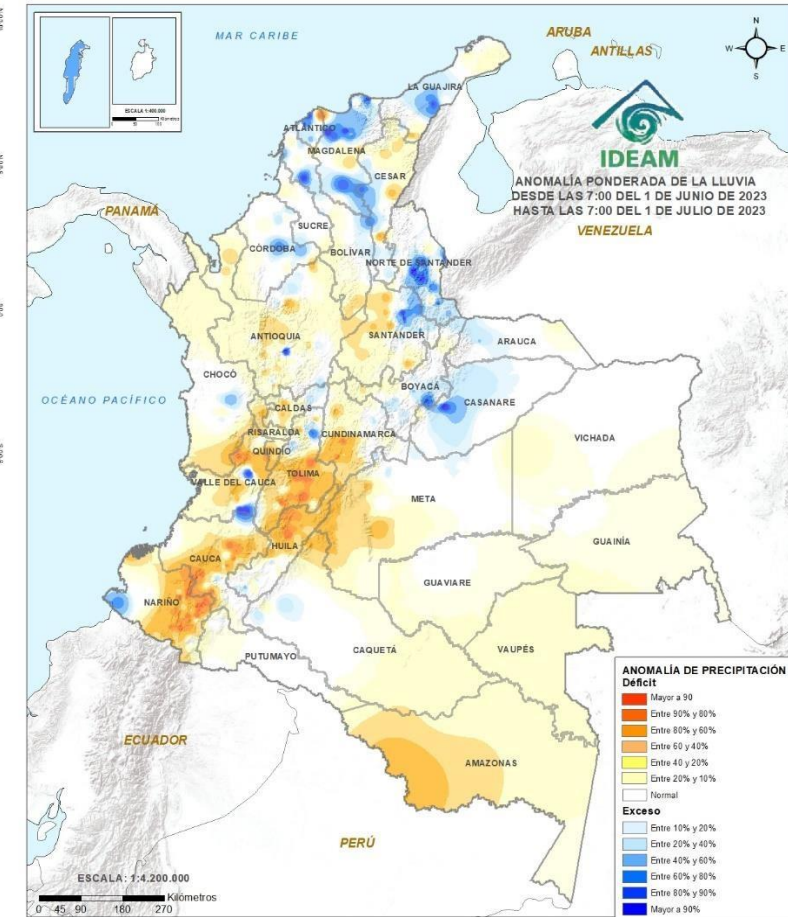 MAR CARIBE
ARUBA
ANTILLAS
N
W
E
S
ESCALA 1:400.000
Kilómetros
LA GUAJIRA
ATLÁNTICO
MAGDALENA
CESAR
IDEAM
ANOMALÍA PONDERADA DE LA LLUVIA
DESDE LAS 7:00 DEL 1 DE JUNIO DE 2023
HASTA LAS 7:00 DEL 1 DE JULIO DE 2023
PANAMÁ
VENEZUELA
SUCRE
CÓRDOBA
BOLÍVAR
NORTE DE SANTANDER
ANTIOQUIA
SANTANDER
ARAUCA
CHOCÓ
BOYACÁ
CASANARE
OCÉANO PACÍFICO
CALDAS
RISARALDA
CUNDINAMARCA
VICHADA
QUINDÍO
TOLIMA
VALLE DEL CAUCA
META
GUAINÍA
HUILA
CAUCA
GUAVIARE
NARIÑO
VAUPÉS
CAQUETÁ
PUTUMAYO
ECUADOR
AMAZONAS
PERÚ
ANOMALÍA DE PRECIPITACIÓN
Déficit
Mayor a 90
Entre 90% y 80%
Entre 80% y 60%
Entre 60 y 40%
Entre 40 y 20%
Entre 20% y 10%
Normal
Exceso
Entre 10% y 20%
Entre 20% y 40%
Entre 40% y 60%
Entre 60% y 80%
Entre 80% y 90%
Mayor a 90%
ESCALA: 1:4.200.000
Kilómetros
0 45 90 180 270